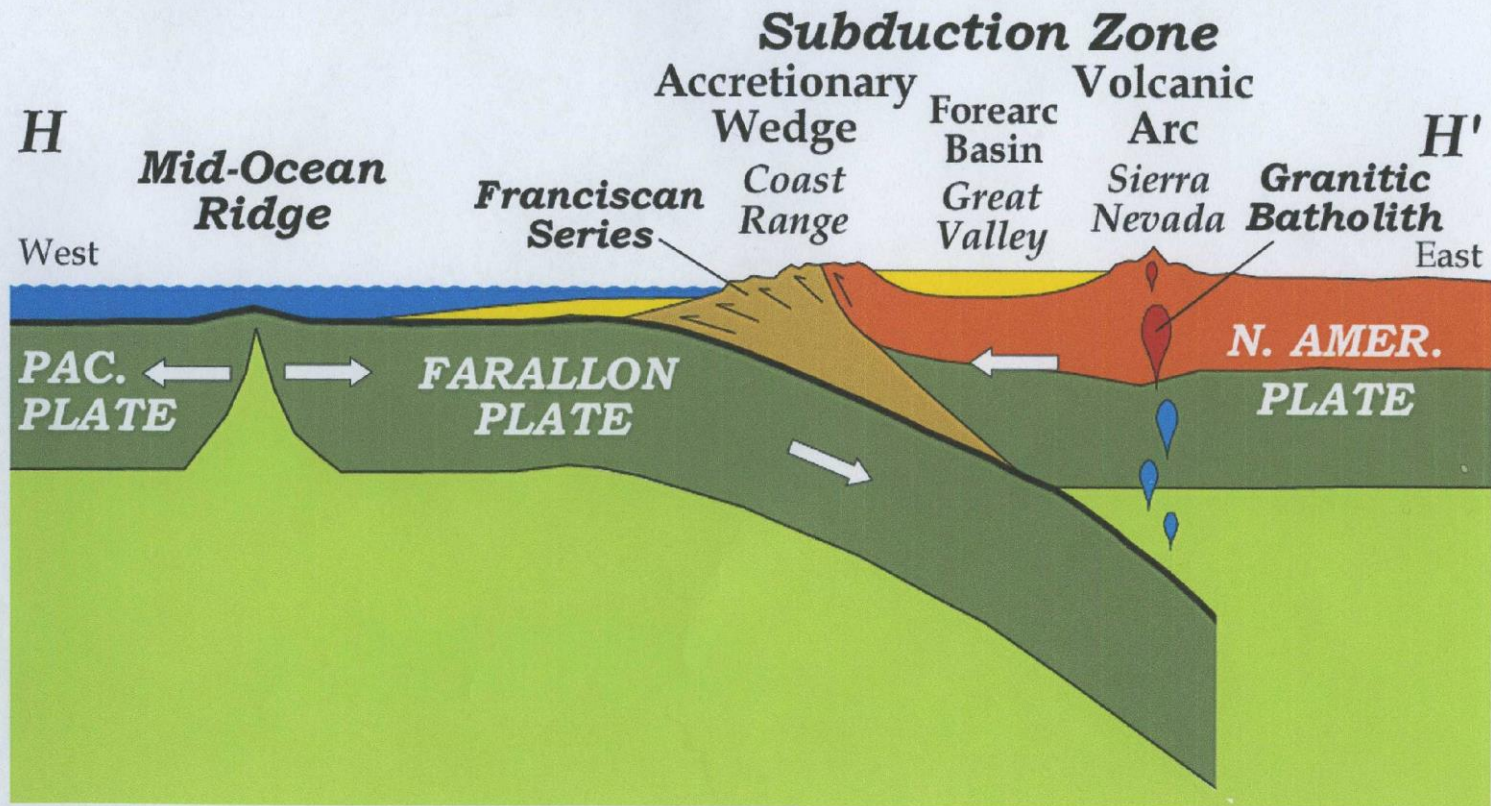 Subduction Zone
Accretionary
Wedge
Coast
Range
Forearc
Basin
Great
Valley
Volcanic
Arc
Sierra
Nevada
H
H'
Mid-Ocean
Ridge
Franciscan
Series
Granitic
Batholith
West
East
PAC.
PLATE
FARALLON
PLATE
N. AMER.
PLATE